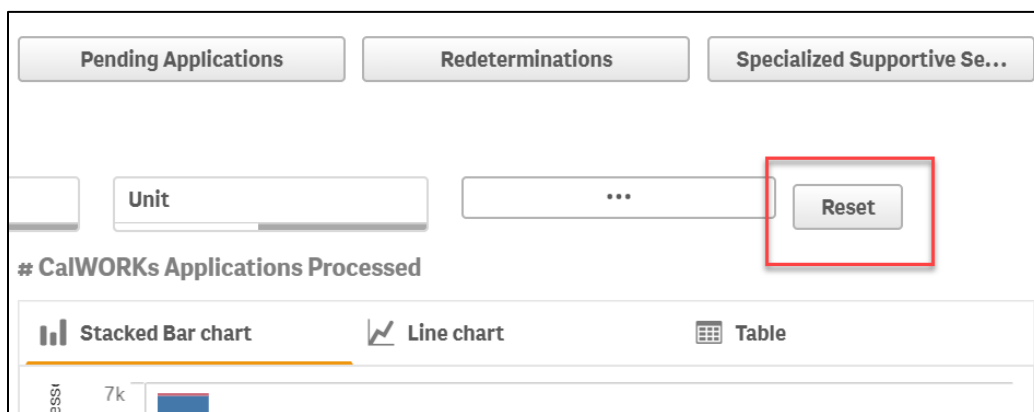 Pending Applications
Redeterminations
Specialized Supportive Se...
Unit
...
Reset
# CalWORKs Applications Processed
Stacked Bar chart
Line chart
Table
7k